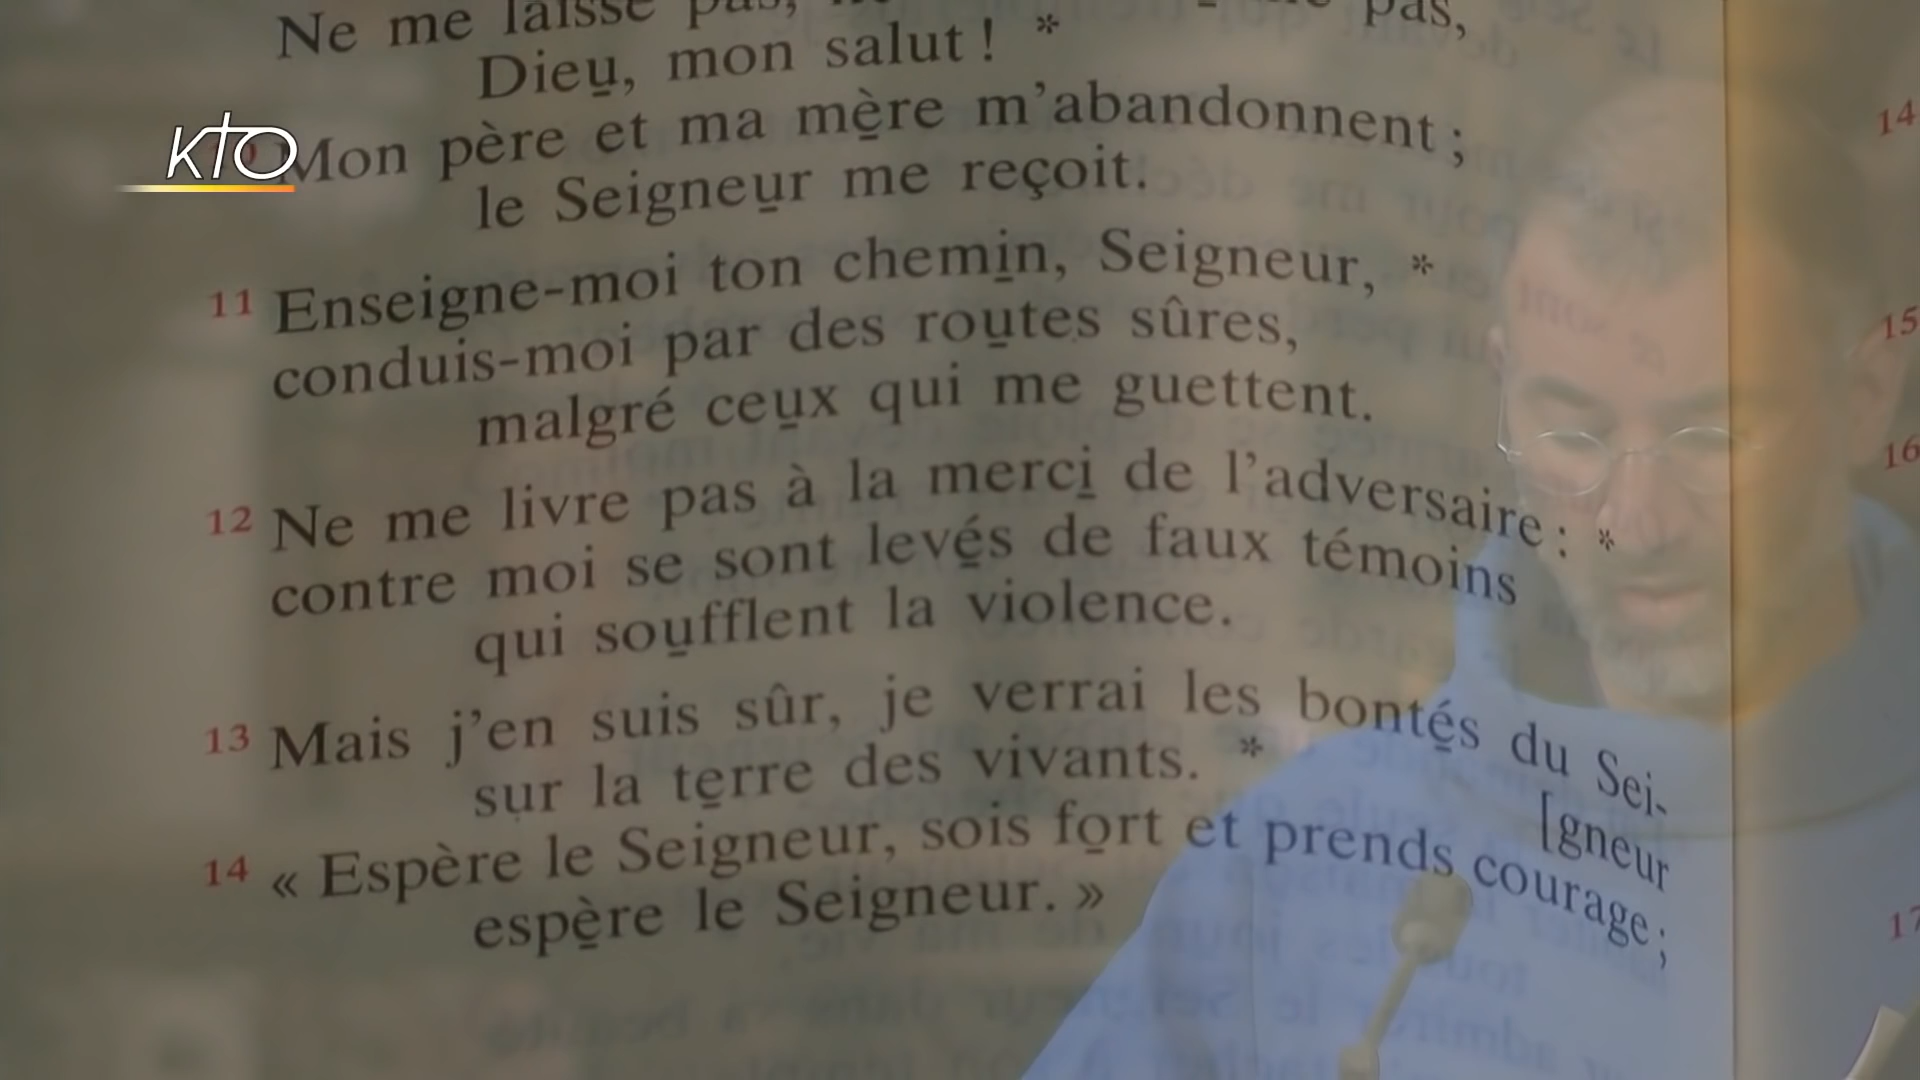 Ne me laisse pas, pas,
Dieu, mon salut ! *
KTO
Mon père et ma mère m'abandonnent ;
le Seigneur me reçoit.
11 Enseigne-moi ton chemin, Seigneur, *
conduis-moi par des routes sûres,
malgré ceux qui me guettent.
12 Ne me livre pas à la merci de l'adversaire : *
contre moi se sont levés de faux témoins
qui soufflent la violence.
13 Mais j'en suis sûr, je verrai les bontés du Sei-
[gneur
sur la terre des vivants. *
14 « Espère le Seigneur, sois fort et prends courage ;
espère le Seigneur. »
14
15
16
17